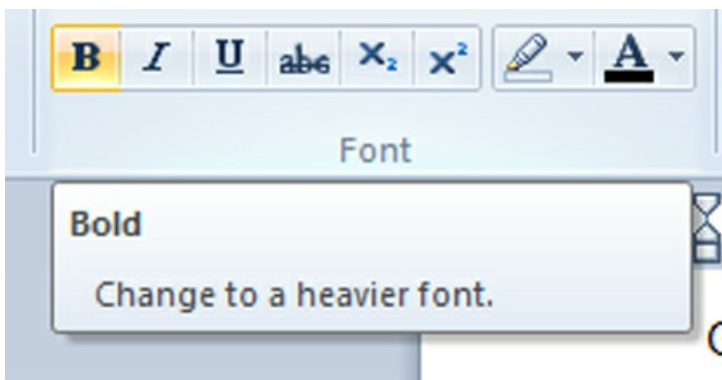 B I U abc X₂ X² A
Font
Bold
Change to a heavier font.